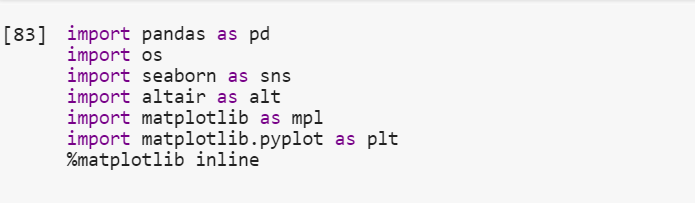 [83] import pandas as pd
import os
import seaborn as sns
import altair as alt
import matplotlib as mpl
import matplotlib.pyplot as plt
%matplotlib inline